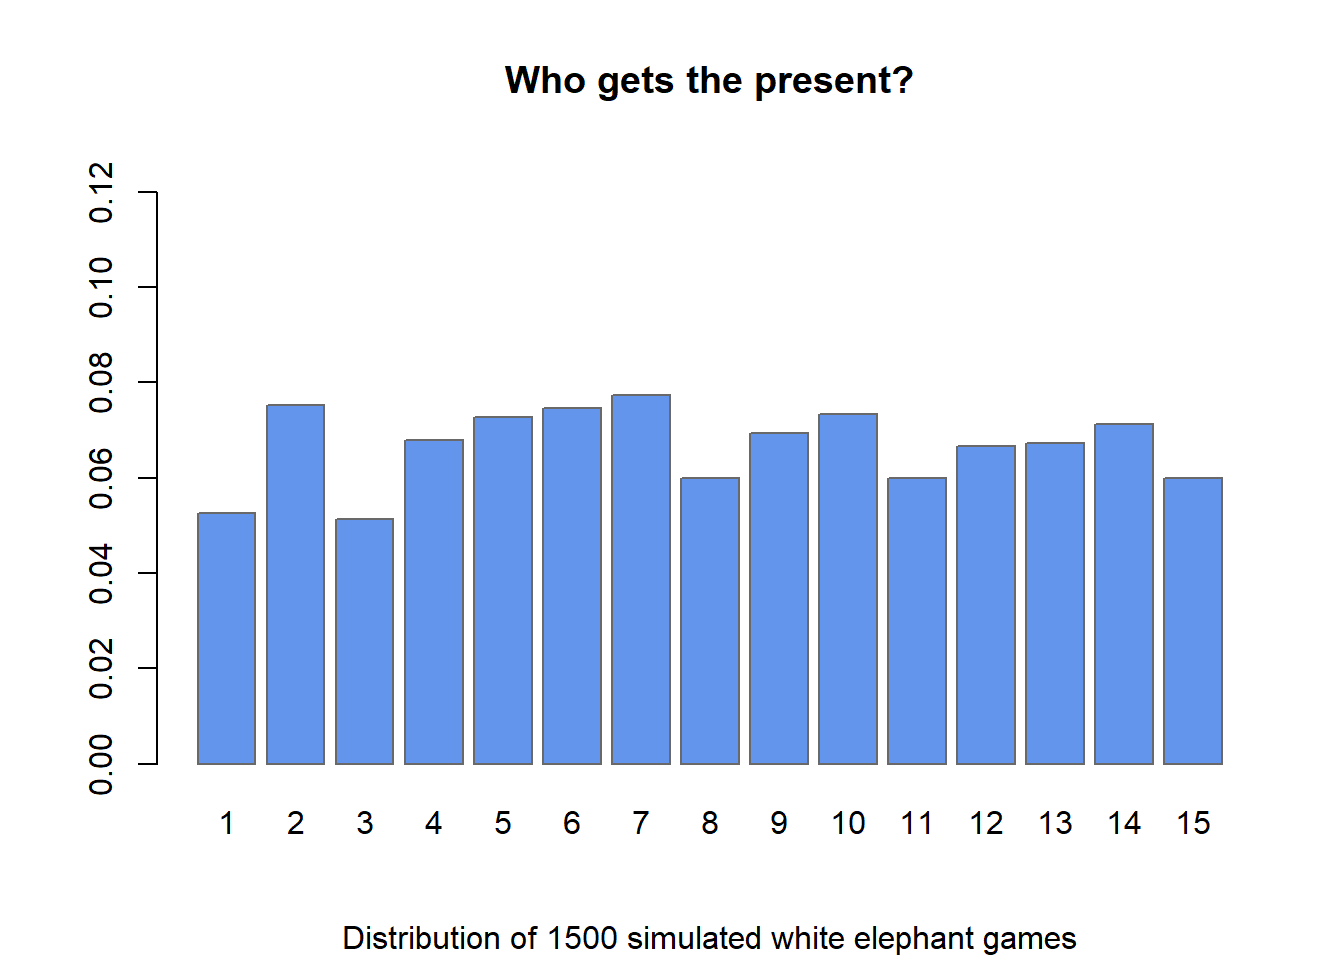 Who gets the present?
0.12
0.10
0.08
0.06
0.04
0.02
0.00
1 2 3 4 5 6 7 8 9 10 11 12 13 14 15
Distribution of 1500 simulated white elephant games